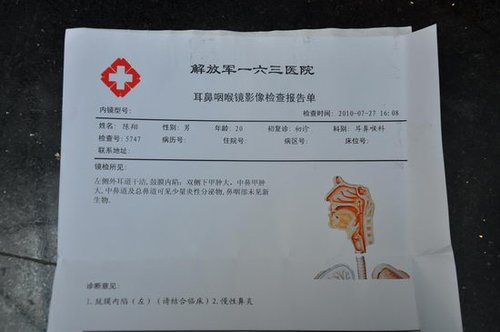 解放军一六三医院
耳鼻咽喉镜影像检查报告单
内镜型号: 检查时间: 2010-07-27 16:08
姓名: 陈翔 性别: 男 年龄: 20 初复诊: 初诊 科别: 耳鼻喉科
检查号: 5747 病历号: 住院号: 病区号: 床位号:
联系地址:
镜检所见:
左侧外耳道干洁,鼓膜内陷; 双侧下甲肿大, 中鼻甲肿
大, 中鼻道及总鼻道可见少量炎性分泌物, 鼻咽部未见新
生物.
诊断意见:
1. 鼓膜内陷(左) (请结合临床) 2. 慢性鼻炎